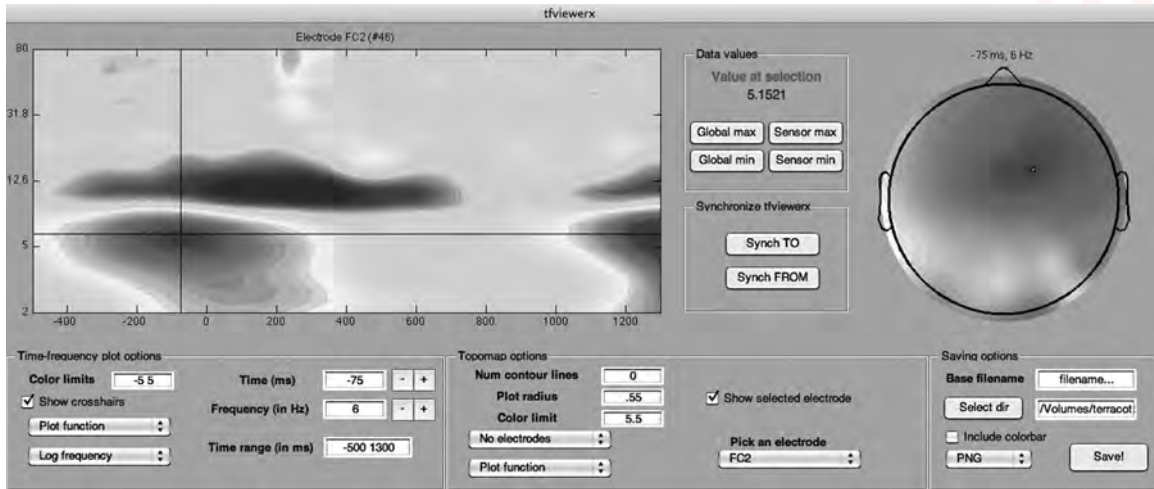 tfviewerx
Electrode FC2 (#46)
80
31.8
12.6
5
2
-400 -200 0 200 400 600 800 1000 1200
Data values
Value at selection
5.1521
Global max Sensor max
Global min Sensor min
Synchronize tfviewerx
Synch TO
Synch FROM
-75 ms, 6 Hz
Time-frequency plot options
Color limits -5 5
Show crosshairs
Plot function
Log frequency
Time (ms) -75 - +
Frequency (in Hz) 6 - +
Time range (in ms) -500 1300
Topomap options
Num contour lines 0
Plot radius .55
Color limit 5.5
No electrodes
Plot function
Show selected electrode
Pick an electrode
FC2
Saving options
Base filename filename...
Select dir /Volumes/terracot
Include colorbar
PNG Save!